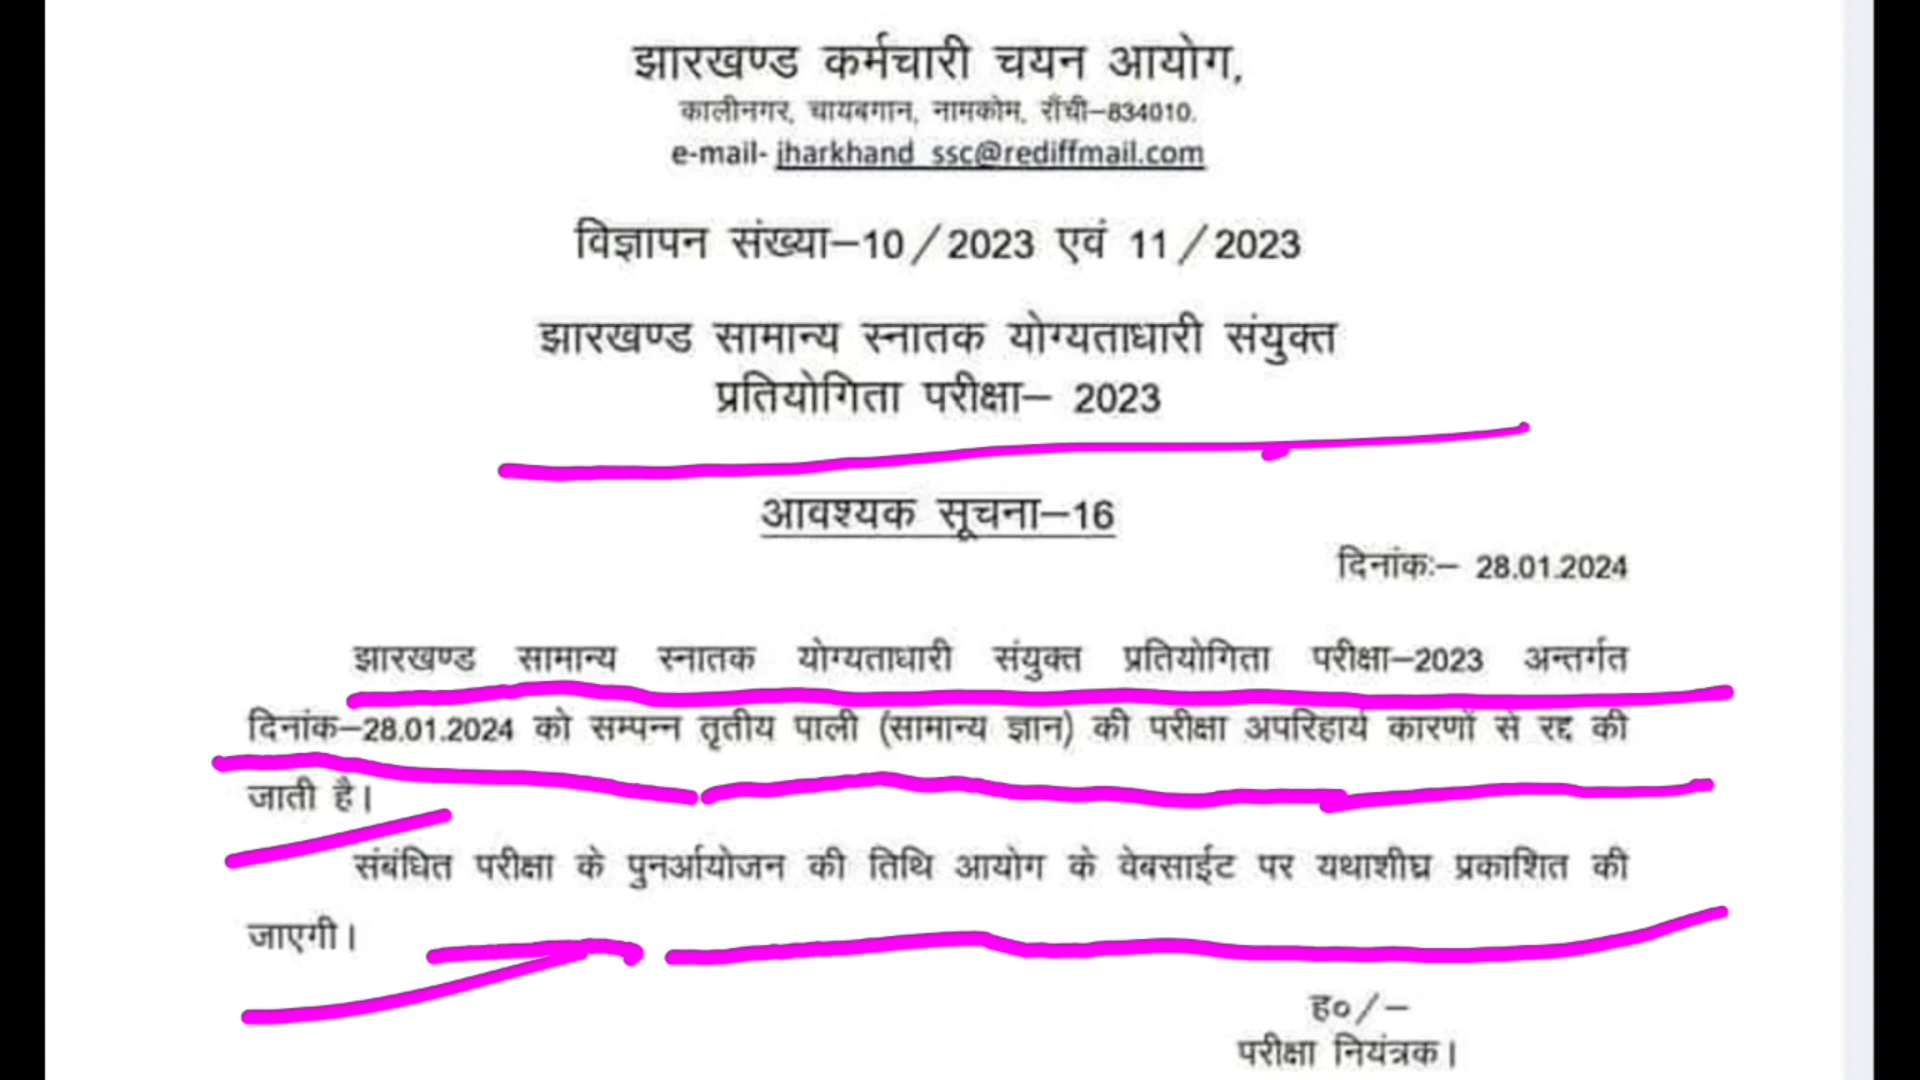 झारखण्ड कर्मचारी चयन आयोग,
कालीनगर, चायबगान, नामकोम, राँची–834010.
e-mail- jharkhand_ssc@rediffmail.com
विज्ञापन संख्या–10/2023 एवं 11/2023
झारखण्ड सामान्य स्नातक योग्यताधारी संयुक्त
प्रतियोगिता परीक्षा– 2023
आवश्यक सूचना–16
दिनांकः– 28.01.2024
झारखण्ड सामान्य स्नातक योग्यताधारी संयुक्त प्रतियोगिता परीक्षा–2023 अन्तर्गत
दिनांक–28.01.2024 को सम्पन्न तृतीय पाली (सामान्य ज्ञान) की परीक्षा अपरिहार्य कारणों से रद्द की
जाती है।
संबंधित परीक्षा के पुनर्आयोजन की तिथि आयोग के वेबसाईट पर यथाशीघ्र प्रकाशित की
जाएगी।
ह०/–
परीक्षा नियंत्रक।